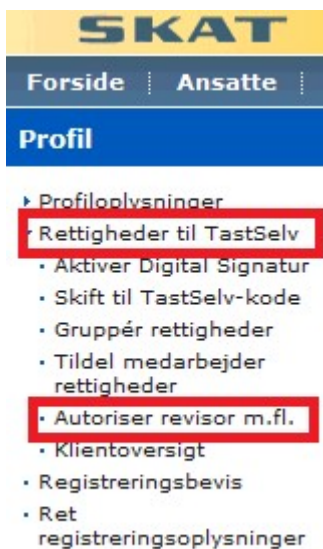 SKAT
Forside Ansatte
Profil
Profiloplysninger
Rettigheder til TastSelv
Aktiver Digital Signatur
Skift til TastSelv-kode
Gruppér rettigheder
Tildel medarbejder
rettigheder
Autoriser revisor m.fl.
Klientoversigt
Registreringsbevis
Ret
registreringsoplysninger